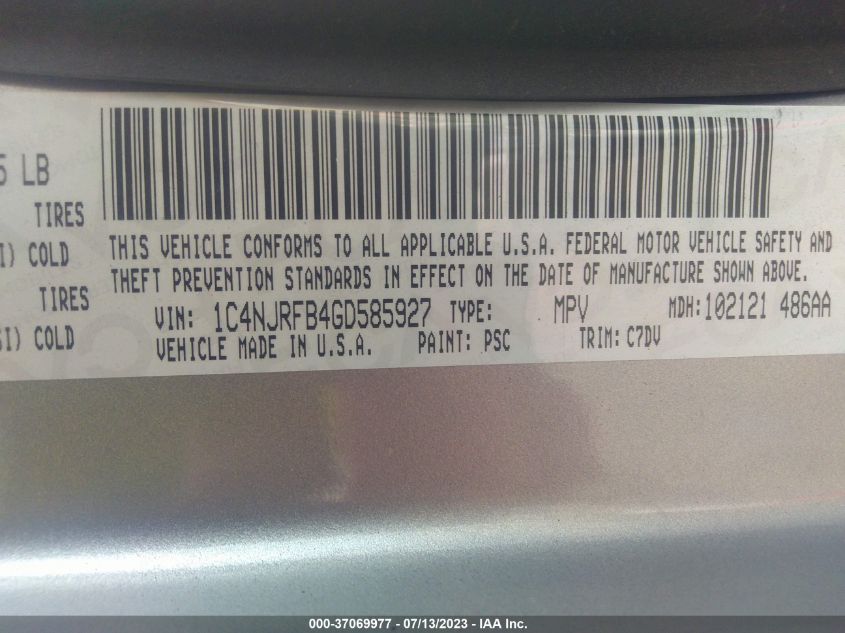 5 LB
TIRES
I) COLD
TIRES
SI) COLD
THIS VEHICLE CONFORMS TO ALL APPLICABLE U.S.A. FEDERAL MOTOR VEHICLE SAFETY AND
THEFT PREVENTION STANDARDS IN EFFECT ON THE DATE OF MANUFACTURE SHOWN ABOVE.
VIN: 1C4NJRFB4GD585927 TYPE: MPV MDH: 102121 486AA
VEHICLE MADE IN U.S.A. PAINT: PSC TRIM: C7DV
000-37069977 - 07/13/2023 - IAA Inc.